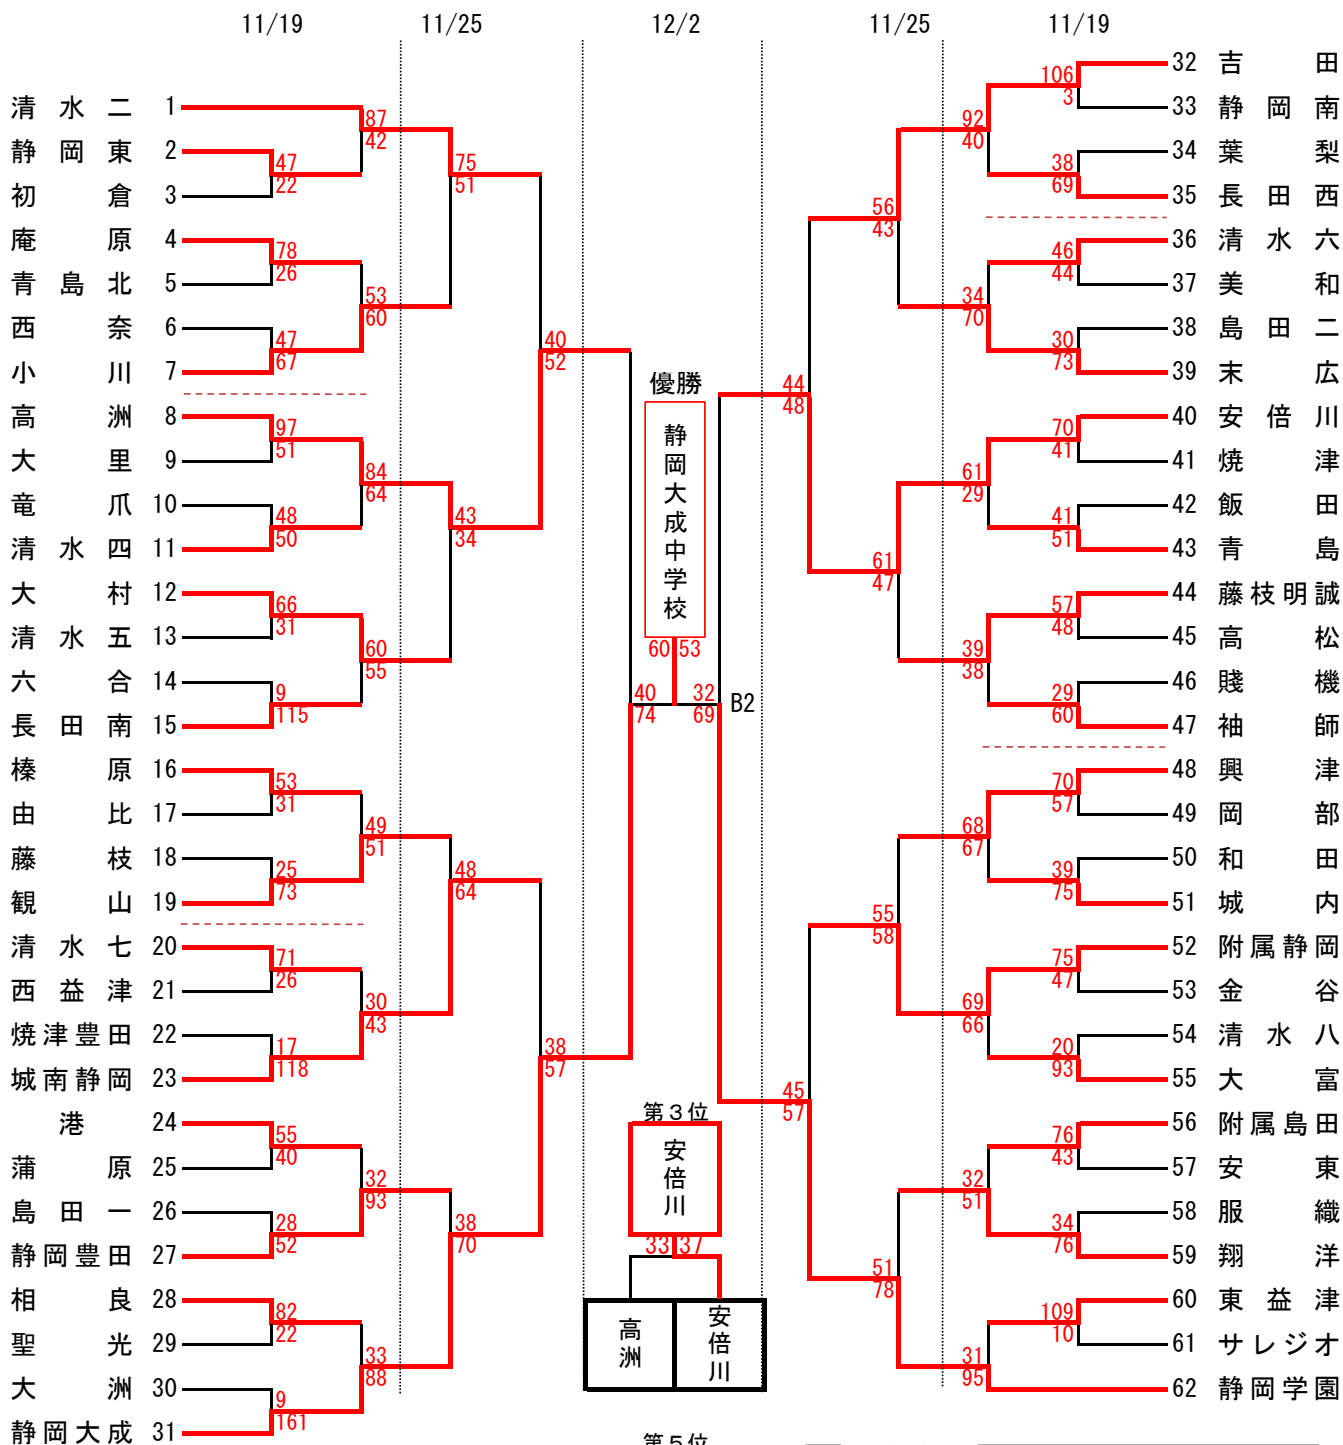 11/19 11/25 12/2 11/25 11/19
清水二 1
静岡東 2
初倉 3
庵原 4
青島北 5
西奈 6
小川 7
高洲 8
大里 9
竜爪 10
清水四 11
大村 12
清水五 13
六合 14
長田南 15
榛原 16
由比 17
藤枝 18
観山 19
清水七 20
西益津 21
焼津豊田 22
城南静岡 23
港 24
蒲原 25
島田一 26
静岡豊田 27
相良 28
聖光 29
大洲 30
静岡大成 31
87
42
47
22
78
26
53
60
47
67
97
51
84
64
48
50
66
31
60
55
9
115
53
31
49
51
25
73
71
26
30
43
17
118
55
40
32
93
28
52
82
22
33
88
9
161
75
51
43
34
48
64
38
70
40
52
38
57
優勝
静岡大成中学校
60 53
40 32
74 69
B2
第3位
安倍川
33 37
高洲 安倍川
第5位
44
48
45
57
56
43
61
47
55
58
51
78
92
40
34
70
61
29
39
38
68
67
69
66
32
51
31
95
106
3
38
69
46
44
30
73
70
41
41
51
57
48
29
60
70
57
39
75
75
47
20
93
76
43
34
76
109
10
32 吉田
33 静岡南
34 葉梨
35 長田西
36 清水六
37 美和
38 島田二
39 末広
40 安倍川
41 焼津
42 飯田
43 青島
44 藤枝明誠
45 高松
46 賤機
47 袖師
48 興津
49 岡部
50 和田
51 城内
52 附属静岡
53 金谷
54 清水八
55 大富
56 附属島田
57 安東
58 服織
59 翔洋
60 東益津
61 サレジオ
62 静岡学園